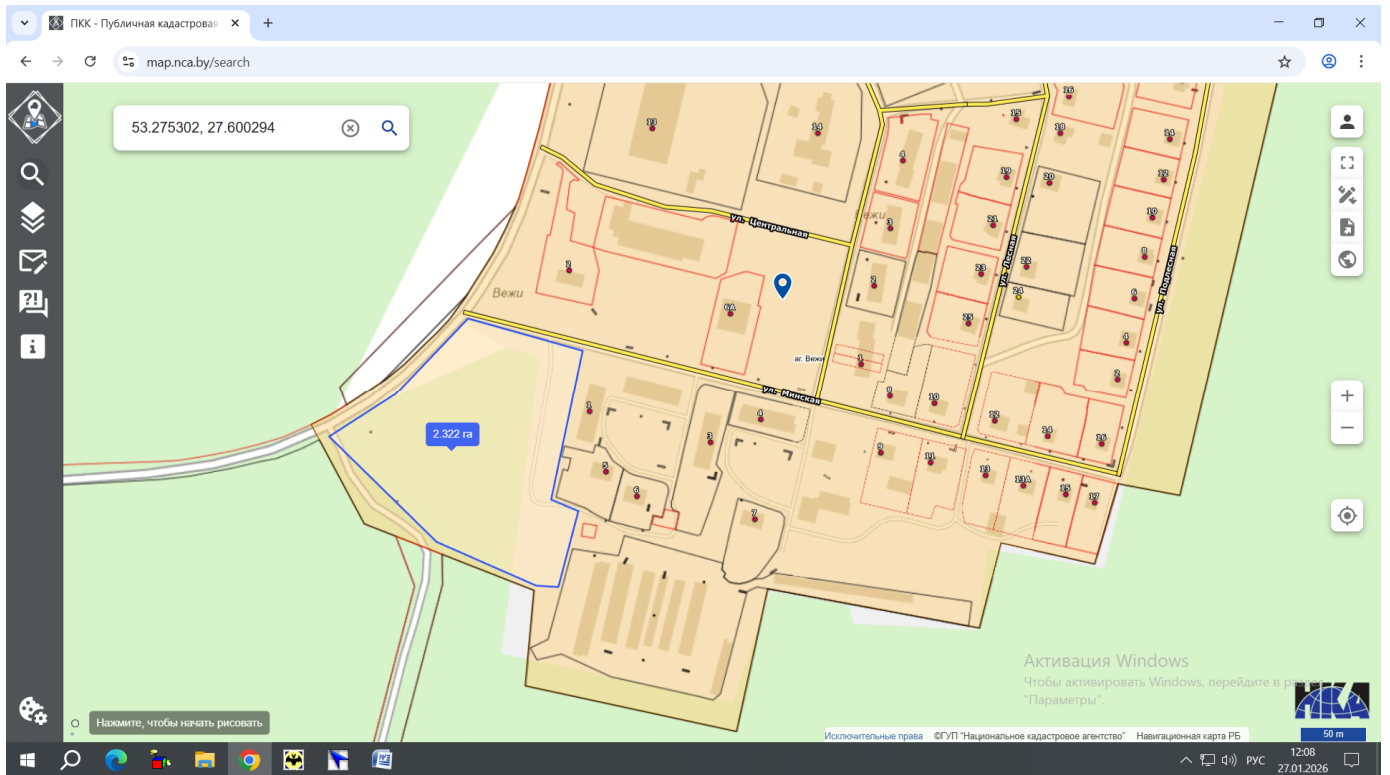 ПКК - Публичная кадастровая
map.nca.by/search
53.275302, 27.600294
13
14
16
15
18
14
4
19
20
12
ул. Центральная
Вежи
3
21
10
ул. Лесная
8
ул. Подлесная
2
2
23
22
Вежи
24
6
6А
25
4
аг. Вежи
1
2
ул. Минская
8
10
1
4
12
14
16
2.322 га
3
9
11
5
13
13А
15
17
6
7
Активация Windows
Чтобы активировать Windows, перейдите в раздел
"Параметры".
НКА
Нажмите, чтобы начать рисовать
Исключительные права ©ГУП "Национальное кадастровое агентство" Навигационная карта РБ
50 m
РУС
12:08
27.01.2026